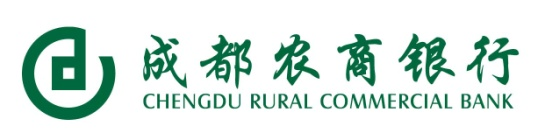 成都农商银行
CHENGDU RURAL COMMERCIAL BANK